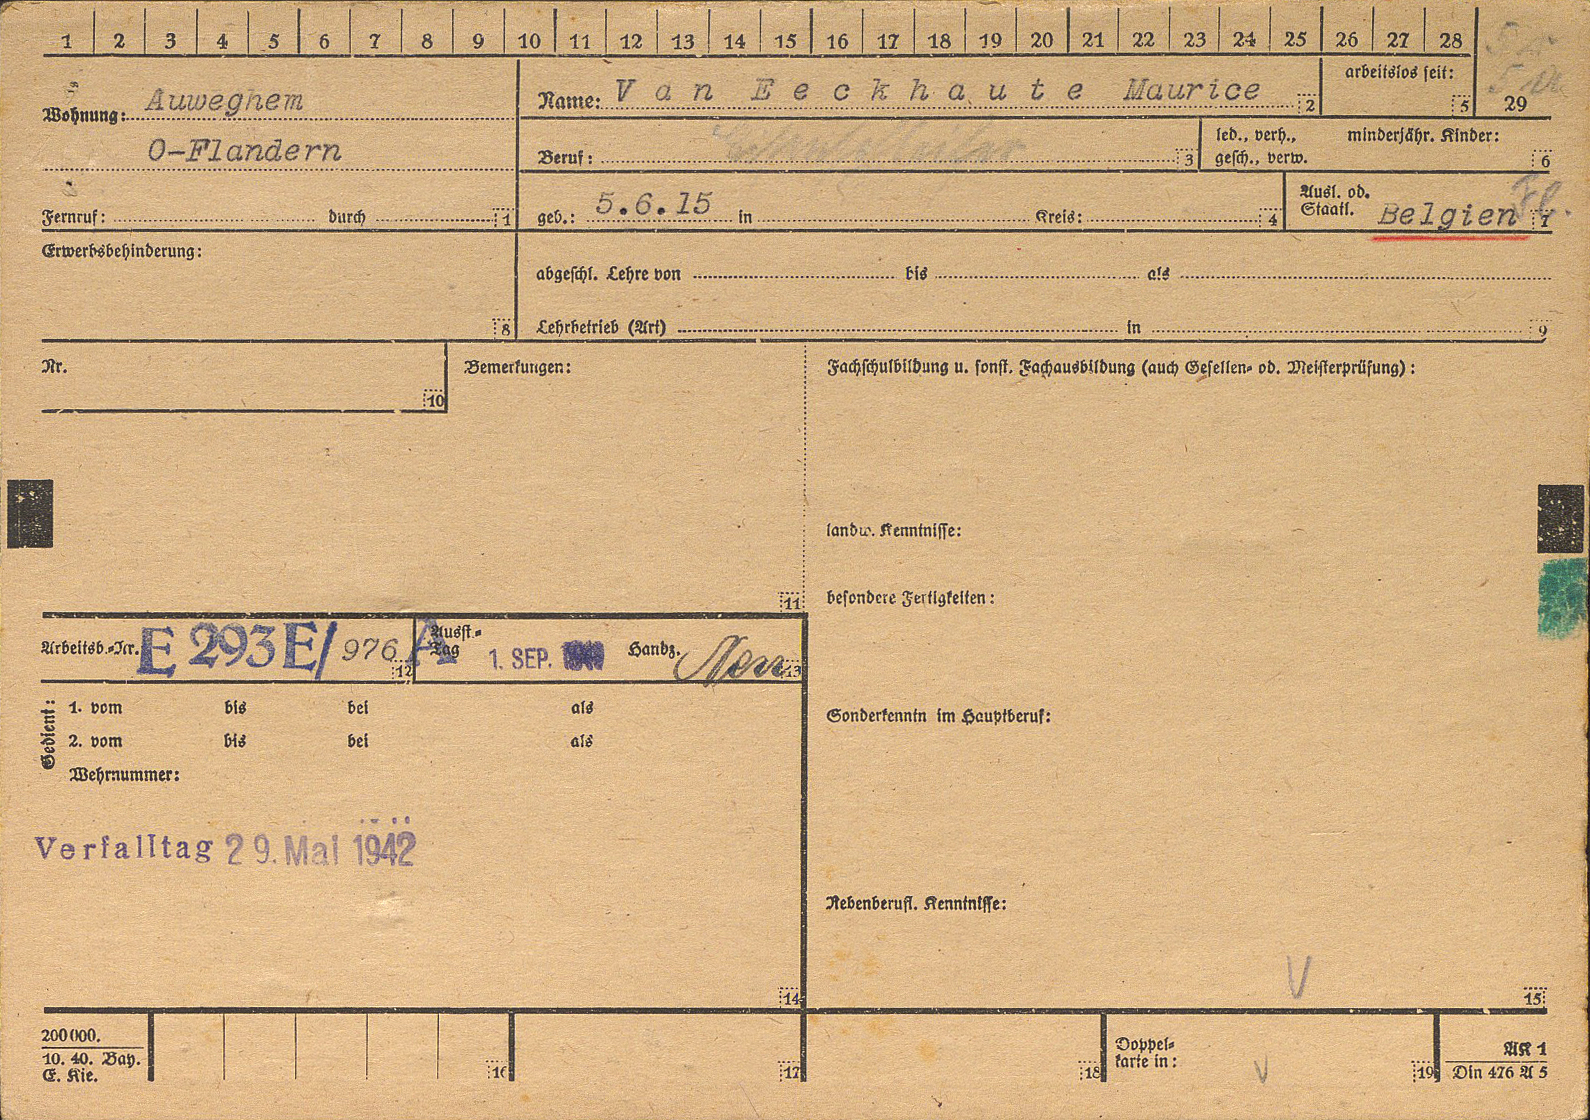 1 2 3 4 5 6 7 8 9 10 11 12 13 14 15 16 17 18 19 20 21 22 23 24 25 26 27 28 29
Wohnung: Auweghem
O-Flandern
Fernruf: durch 1
Name: Van Eeckhaute Maurice 2
arbeitslos seit: 5
Beruf: 3
led., verh., minderjähr. Kinder:
gesch., verw. 6
geb.: 5.6.15 in Kreis: 4
Ausl. od.
Staatl. Belgien Fl. 7
Erwerbsbehinderung:
8
abgeschl. Lehre von bis als
Lehrbetrieb (Art) in 9
Nr.
10
Bemerkungen:
11
Fachschulbildung u. sonst. Fachausbildung (auch Gesellen- od. Meisterprüfung):
landw. Kenntnisse:
besondere Fertigkeiten:
Sonderkenntn im Hauptberuf:
Nebenberufl. Kenntnisse:
V
15
Arbeitsb.-Nr. E 293E/976 A 12
Ausst.-
Tag 1. SEP. Handz. 13
Gedient:
1. vom bis bei als
2. vom bis bei als
Wehrnummer:
Verfalltag 29. Mai 1942
14
200000.
10. 40. Bay.
E. Kie.
16 17 18
Doppel-
karte in: V 19
AK 1
Din 476 A 5